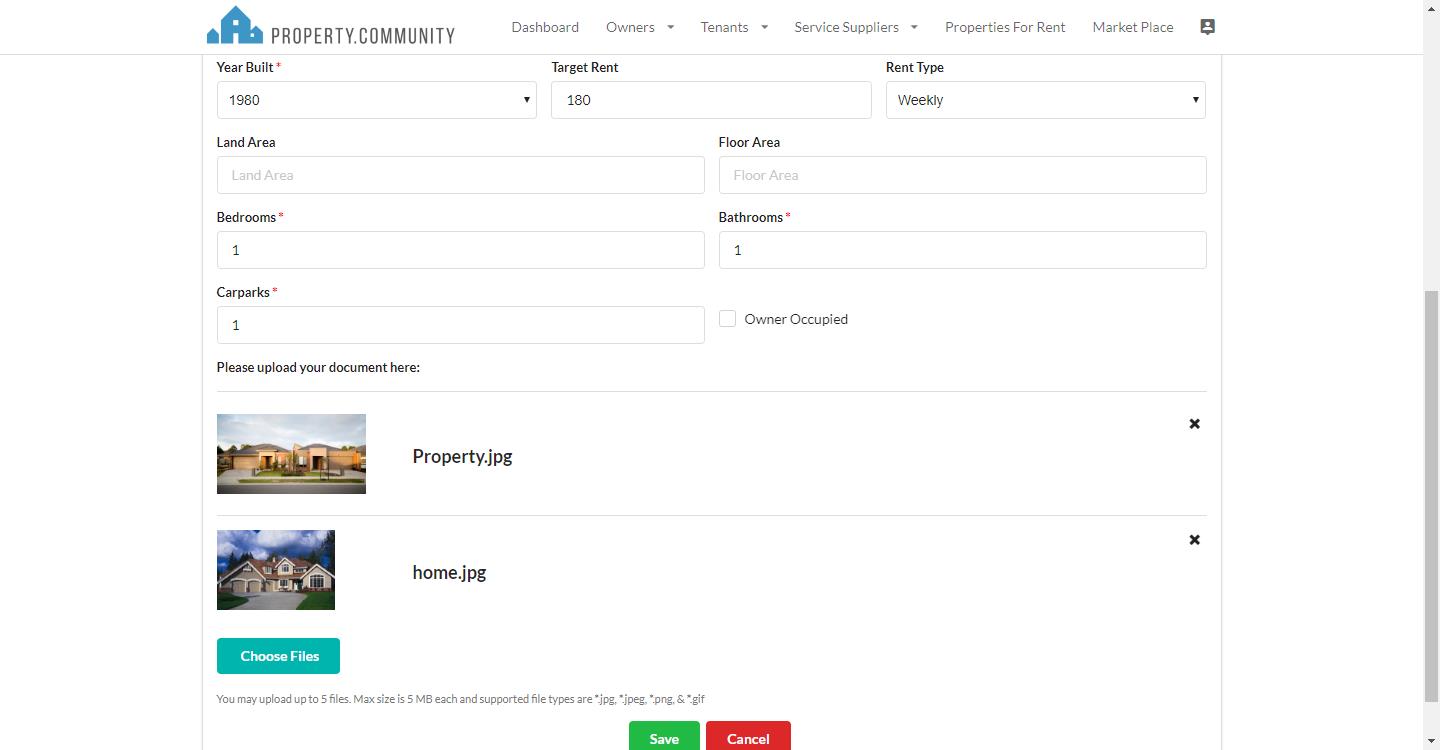 PROPERTY.COMMUNITY Dashboard Owners Tenants Service Suppliers Properties For Rent Market Place
Year Built * Target Rent Rent Type
1980 180 Weekly
Land Area Floor Area
Land Area Floor Area
Bedrooms * Bathrooms *
1 1
Carparks *
1 Owner Occupied
Please upload your document here:
Property.jpg
home.jpg
Choose Files
You may upload up to 5 files. Max size is 5 MB each and supported file types are *.jpg, *.jpeg, *.png, & *.gif
Save Cancel